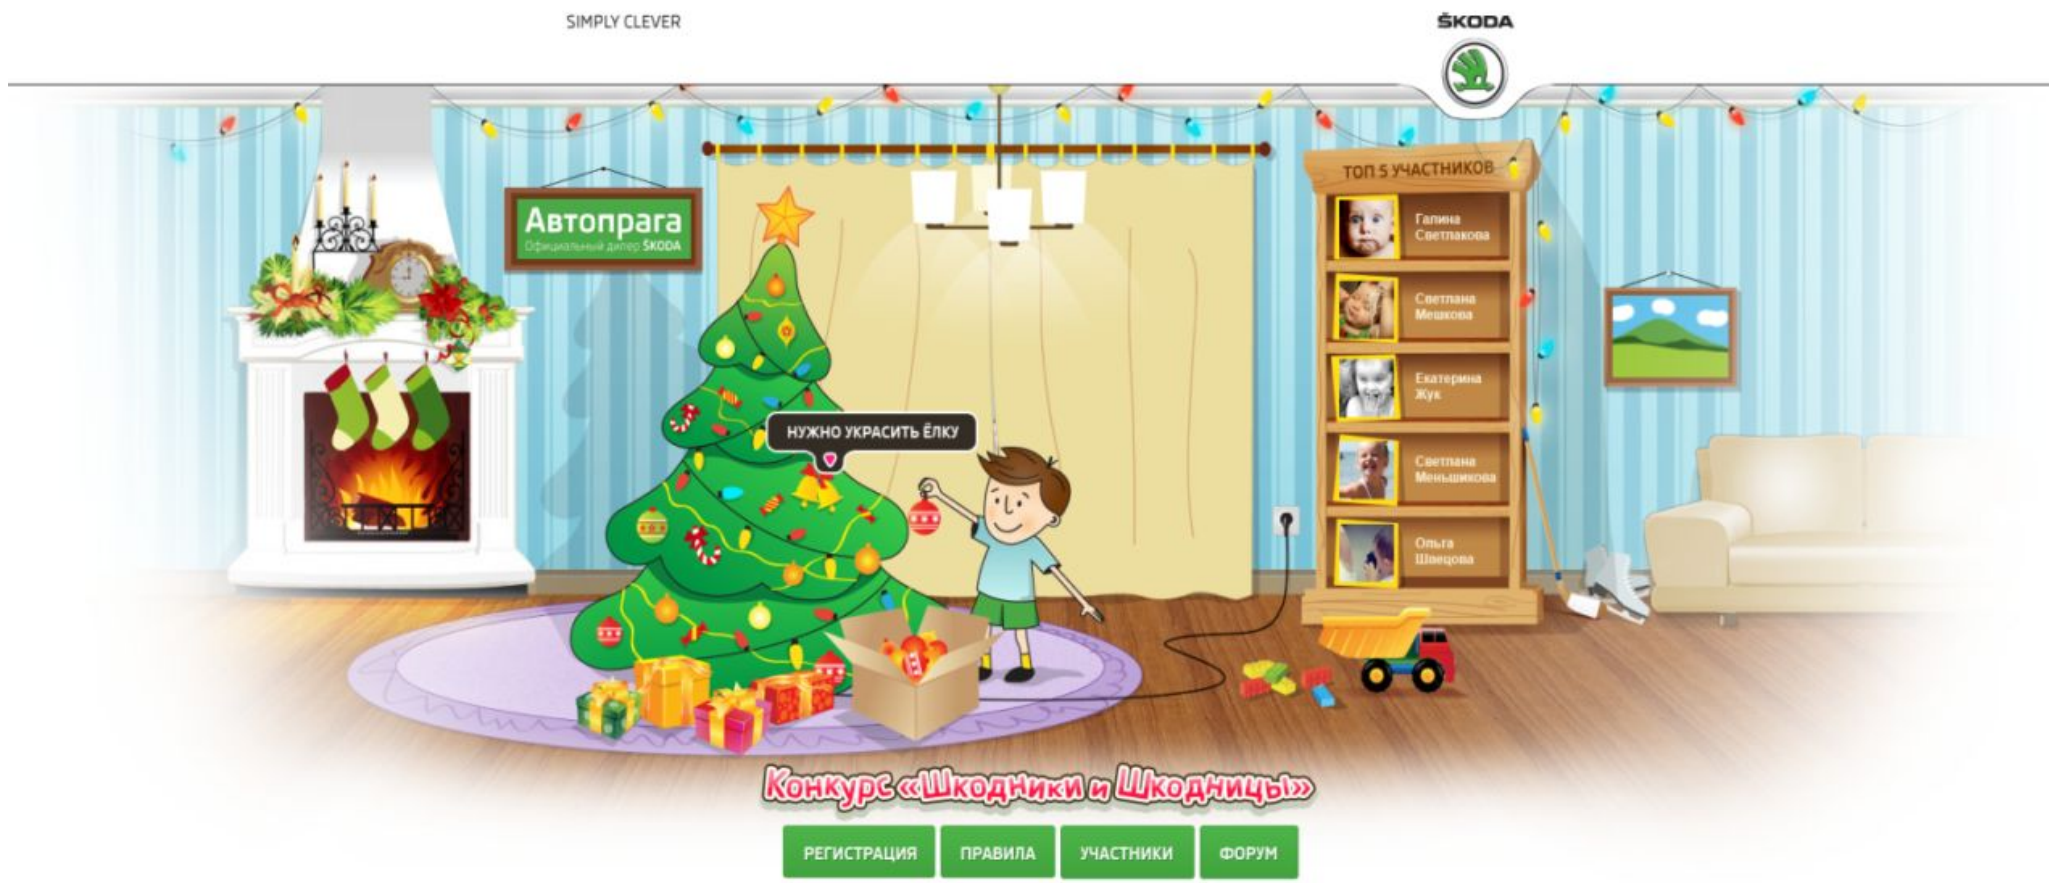 SIMPLY CLEVER
ŠKODA
Автопрага
Официальный дилер ŠKODA
ТОП 5 УЧАСТНИКОВ
Галина
Светлакова
Светлана
Мешкова
Екатерина
Жук
Светлана
Меньшикова
Ольга
Швецова
НУЖНО УКРАСИТЬ ЁЛКУ
Конкурс «Шкодники и Шкодницы»
РЕГИСТРАЦИЯ
ПРАВИЛА
УЧАСТНИКИ
ФОРУМ